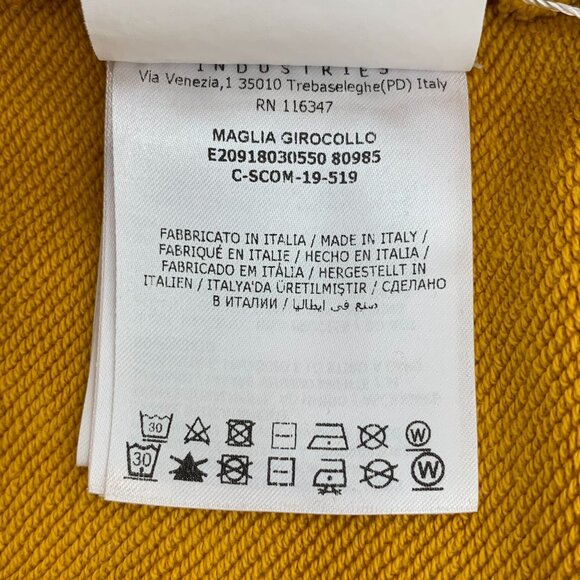 INDUSTRIES
Via Venezia,1 35010 Trebaseleghe(PD) Italy
RN 116347
MAGLIA GIROCOLLO
E20918030550 80985
C-SCOM-19-519
FABBRICATO IN ITALIA / MADE IN ITALY /
FABRIQUÉ EN ITALIE / HECHO EN ITALIA /
FABRICADO EM ITÁLIA / HERGESTELLT IN
ITALIEN / ITALYA'DA ÜRETILMIŞTIR / СДЕЛАНО
В ИТАЛИИ / صنع في ايطاليا
30 W
30 W